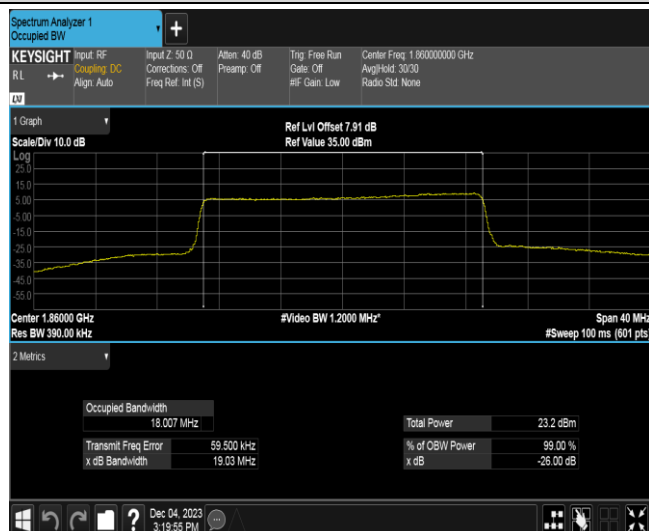 Spectrum Analyzer 1
Occupied BW
+
KEYSIGHT Input: RF Input Z: 50 Ω Atten: 40 dB Trig: Free Run Center Freq: 1.860000000 GHz
RL Coupling: DC Corrections: Off Preamp: Off Gate: Off Avg|Hold: 30/30
Align: Auto Freq Ref: Int (S) #IF Gain: Low Radio Std: None
LXI
1 Graph
Ref Lvl Offset 7.91 dB
Scale/Div 10.0 dB Ref Value 35.00 dBm
Log
25.0
15.0
5.00
-5.00
-15.0
-25.0
-35.0
-45.0
-55.0
Center 1.86000 GHz #Video BW 1.2000 MHz* Span 40 MHz
Res BW 390.00 kHz #Sweep 100 ms (601 pts)
2 Metrics
Occupied Bandwidth
18.007 MHz Total Power 23.2 dBm
Transmit Freq Error 59.500 kHz % of OBW Power 99.00 %
x dB Bandwidth 19.03 MHz x dB -26.00 dB
? Dec 04, 2023
3:19:55 PM